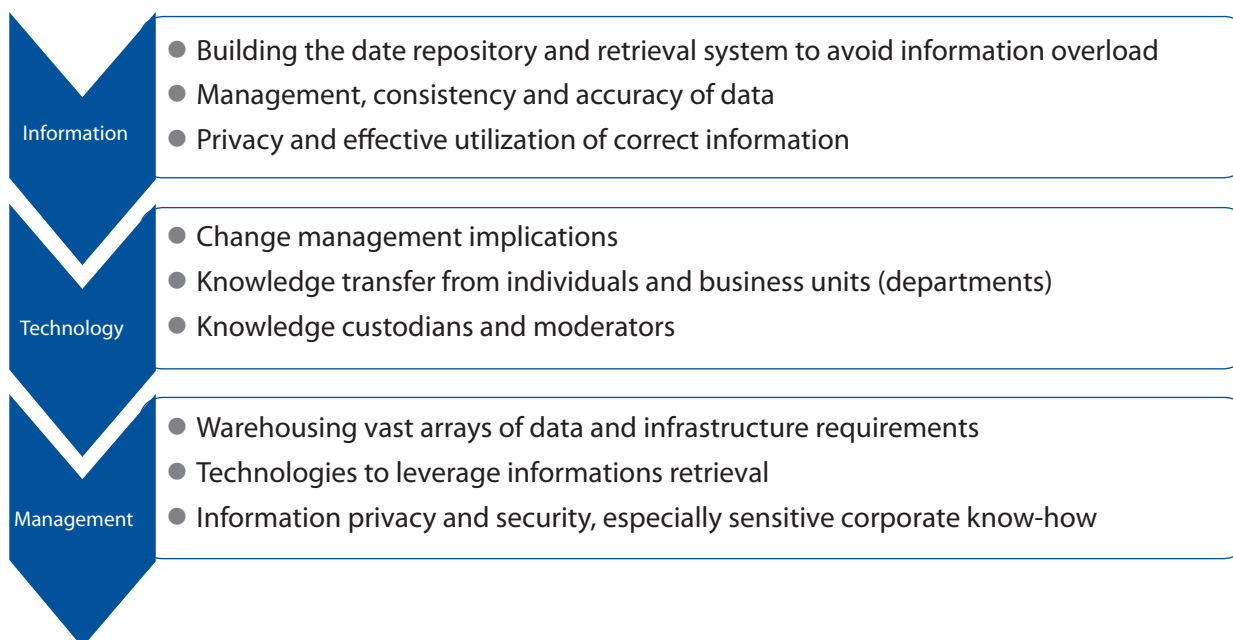 Information
● Building the date repository and retrieval system to avoid information overload
● Management, consistency and accuracy of data
● Privacy and effective utilization of correct information
Technology
● Change management implications
● Knowledge transfer from individuals and business units (departments)
● Knowledge custodians and moderators
Management
● Warehousing vast arrays of data and infrastructure requirements
● Technologies to leverage informations retrieval
● Information privacy and security, especially sensitive corporate know-how